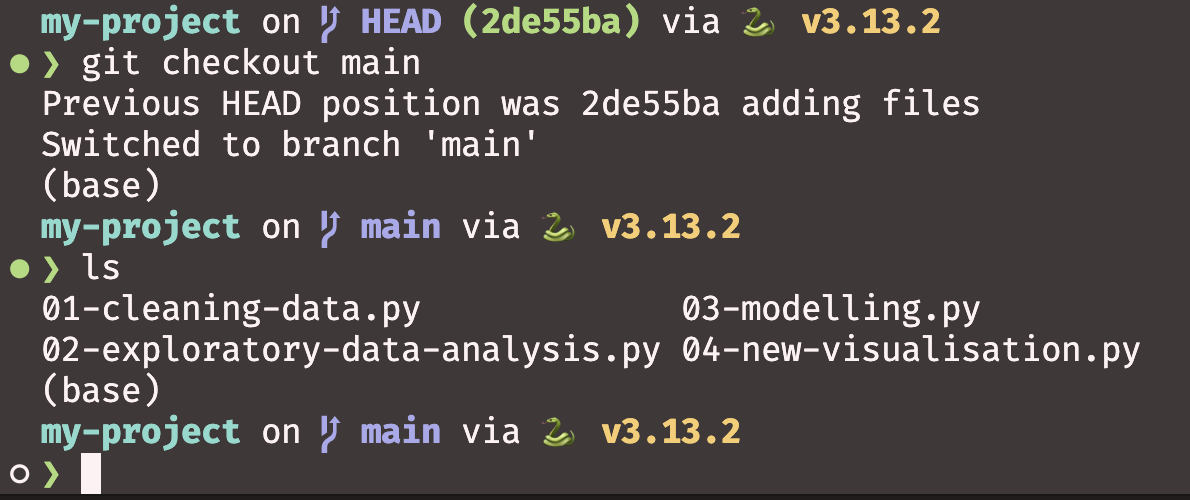 my-project on HEAD (2de55ba) via 🐍 v3.13.2
❯ git checkout main
Previous HEAD position was 2de55ba adding files
Switched to branch 'main'
(base)
my-project on main via 🐍 v3.13.2
❯ ls
01-cleaning-data.py 03-modelling.py
02-exploratory-data-analysis.py 04-new-visualisation.py
(base)
my-project on main via 🐍 v3.13.2
❯